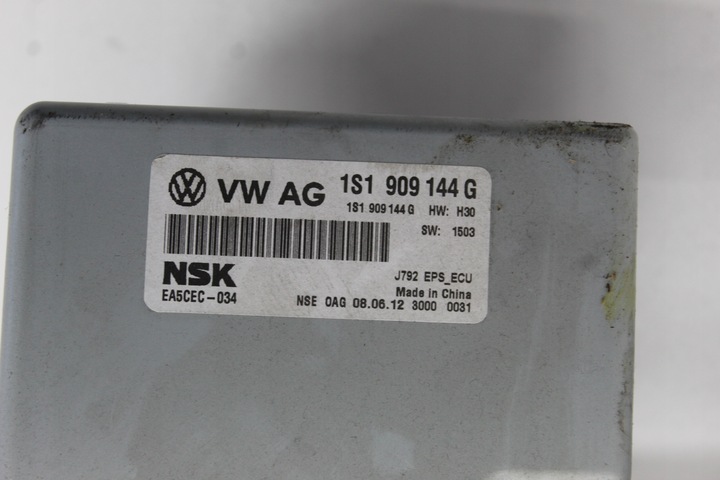 VW AG 1S1 909 144 G
1S1 909 144 G HW: H30
SW: 1503
NSK J792 EPS_ECU
EA5CEC-034 Made in China
NSE OAG 08.06.12 3000 0031